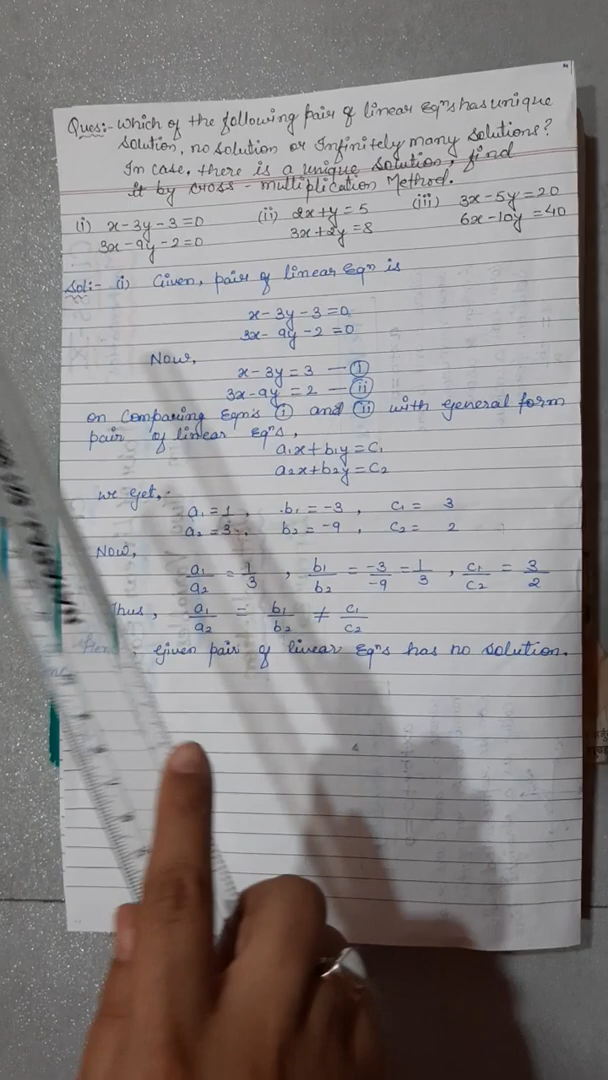 Ques:- Which of the following pair of linear Eqns has unique
solution, no solution or Infinitely many solutions?
In case, there is a unique solution, find
it by cross-multiplication Method.
(i) x-3y-3=0 (ii) 2x+y=5 (iii) 3x-5y=20
3x-9y-2=0 3x+2y=8 6x-10y=40
Sol:- (i) Given, pair of linear Eqn is
x-3y-3=0
3x-9y-2=0
Now,
x-3y=3 —(i)
3x-9y=2 —(ii)
on comparing Eqn's (i) and (ii) with general form
pair of linear Eqns,
a1x+b1y=C1
a2x+b2y=C2
we get,
a1=1, b1=-3, C1= 3
a2=3, b2=-9, C2= 2
Now,
a1/a2 = 1/3, b1/b2 = -3/-9 = 1/3, C1/C2 = 3/2
Thus, a1/a2 = b1/b2 ≠ C1/C2
given pair of linear Eqns has no solution.